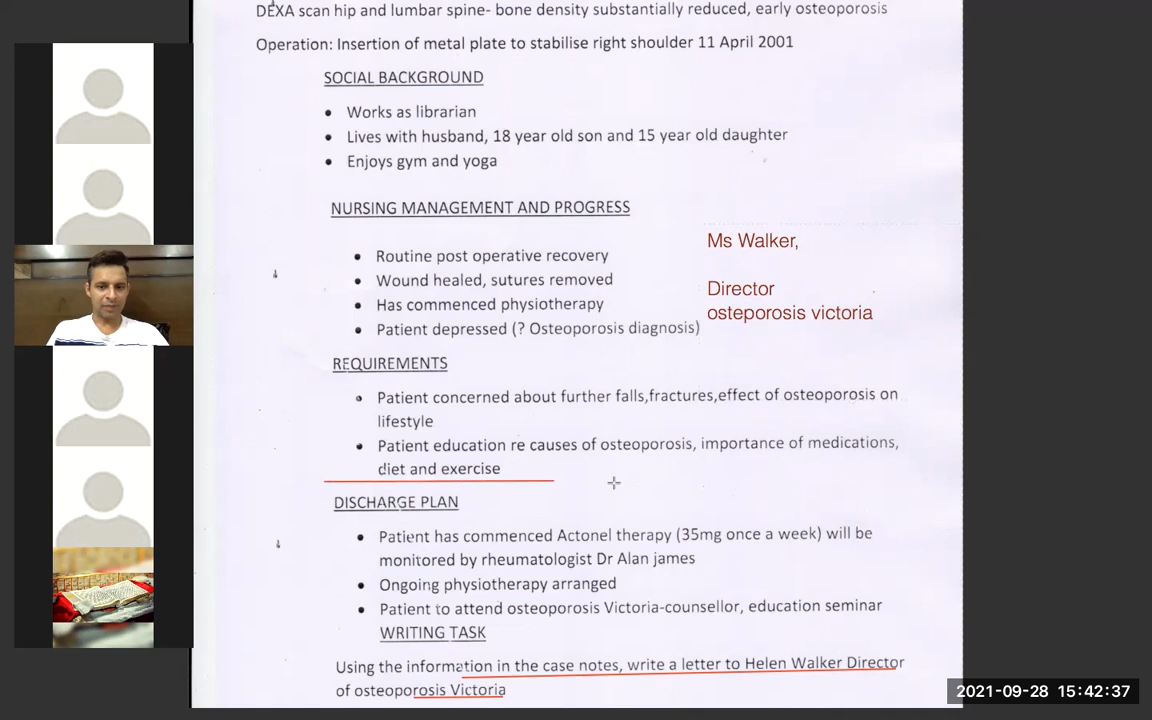 DEXA scan hip and lumbar spine- bone density substantially reduced, early osteoporosis
Operation: Insertion of metal plate to stabilise right shoulder 11 April 2001
SOCIAL BACKGROUND
• Works as librarian
• Lives with husband, 18 year old son and 15 year old daughter
• Enjoys gym and yoga
NURSING MANAGEMENT AND PROGRESS
• Routine post operative recovery
• Wound healed, sutures removed
• Has commenced physiotherapy
• Patient depressed (? Osteoporosis diagnosis)
Ms Walker,
Director
osteporosis victoria
REQUIREMENTS
• Patient concerned about further falls,fractures,effect of osteoporosis on
lifestyle
• Patient education re causes of osteoporosis, importance of medications,
diet and exercise
DISCHARGE PLAN
• Patient has commenced Actonel therapy (35mg once a week) will be
monitored by rheumatologist Dr Alan james
• Ongoing physiotherapy arranged
• Patient to attend osteoporosis Victoria-counsellor, education seminar
WRITING TASK
Using the information in the case notes, write a letter to Helen Walker Director
of osteoporosis Victoria
2021-09-28 15:42:37